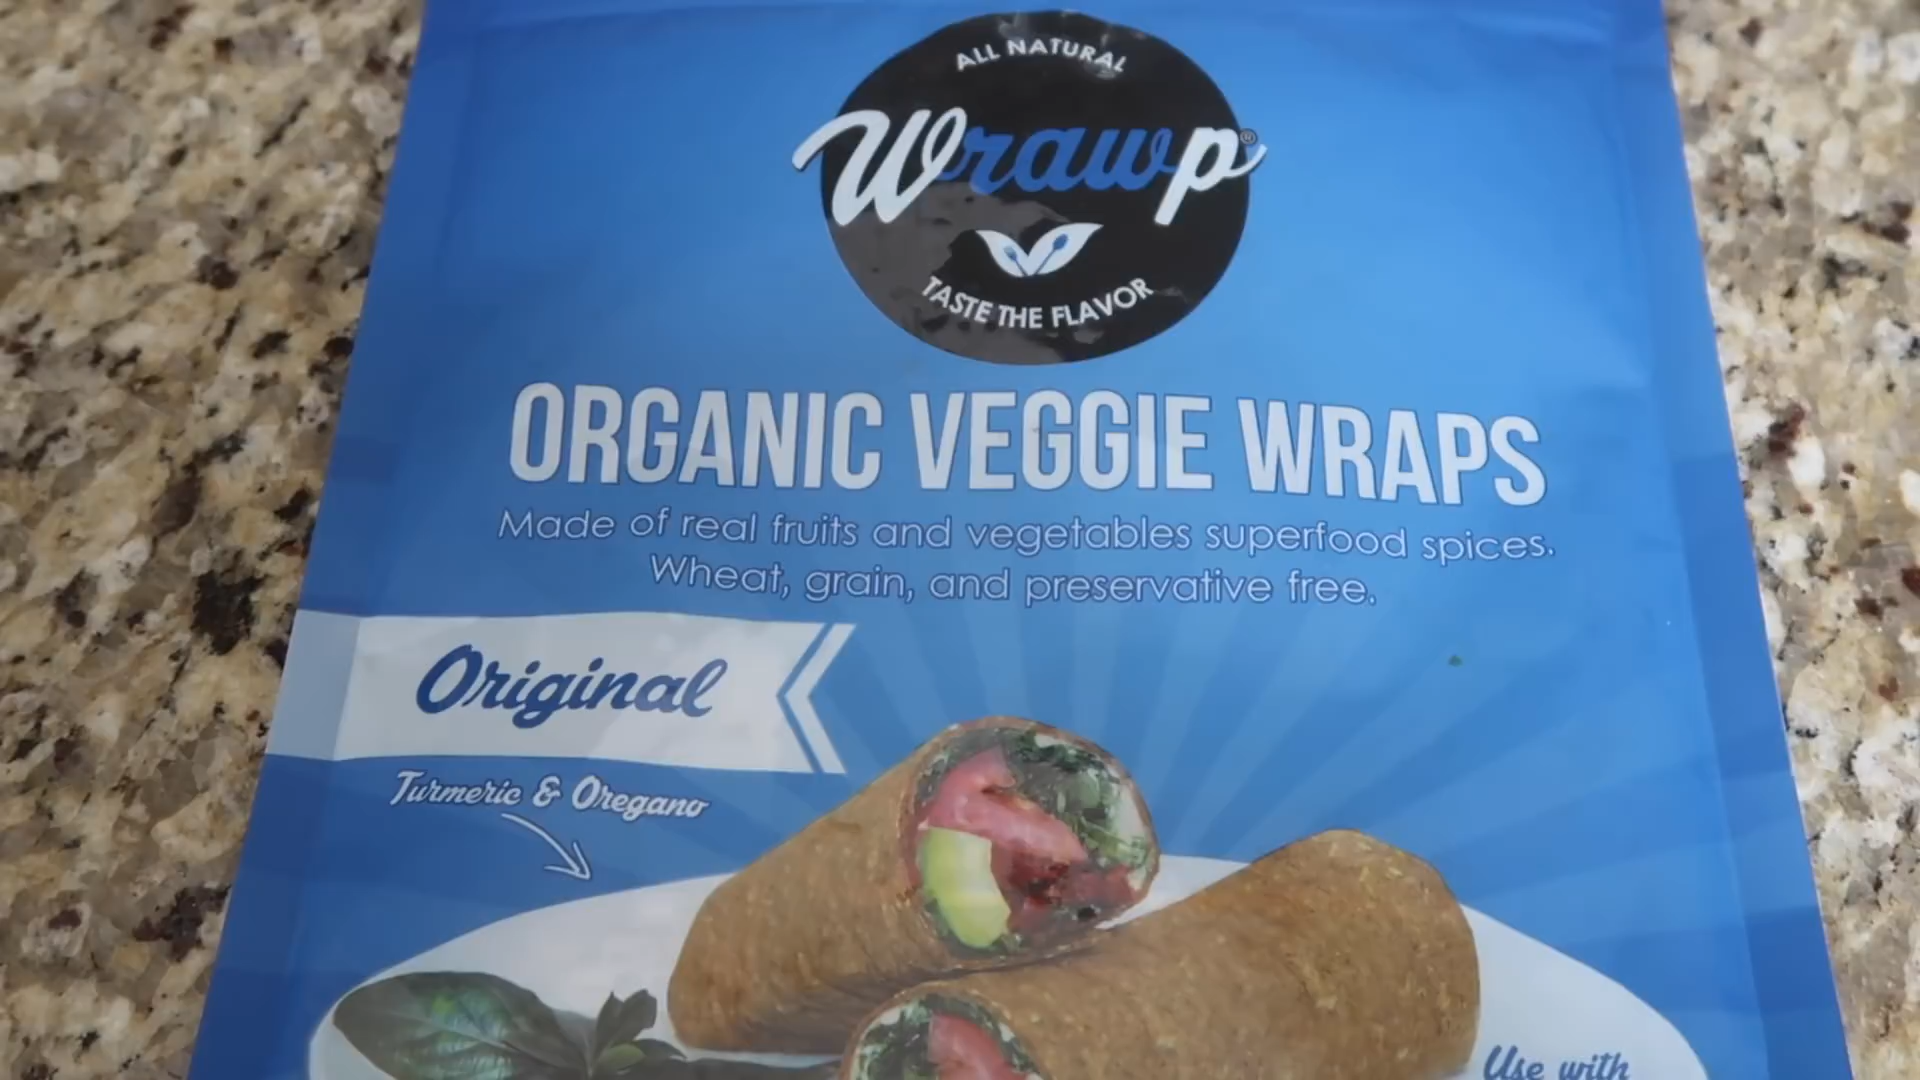 ALL NATURAL
Wrawp®
TASTE THE FLAVOR
ORGANIC VEGGIE WRAPS
Made of real fruits and vegetables superfood spices.
Wheat, grain, and preservative free.
Original
Turmeric & Oregano
Use with